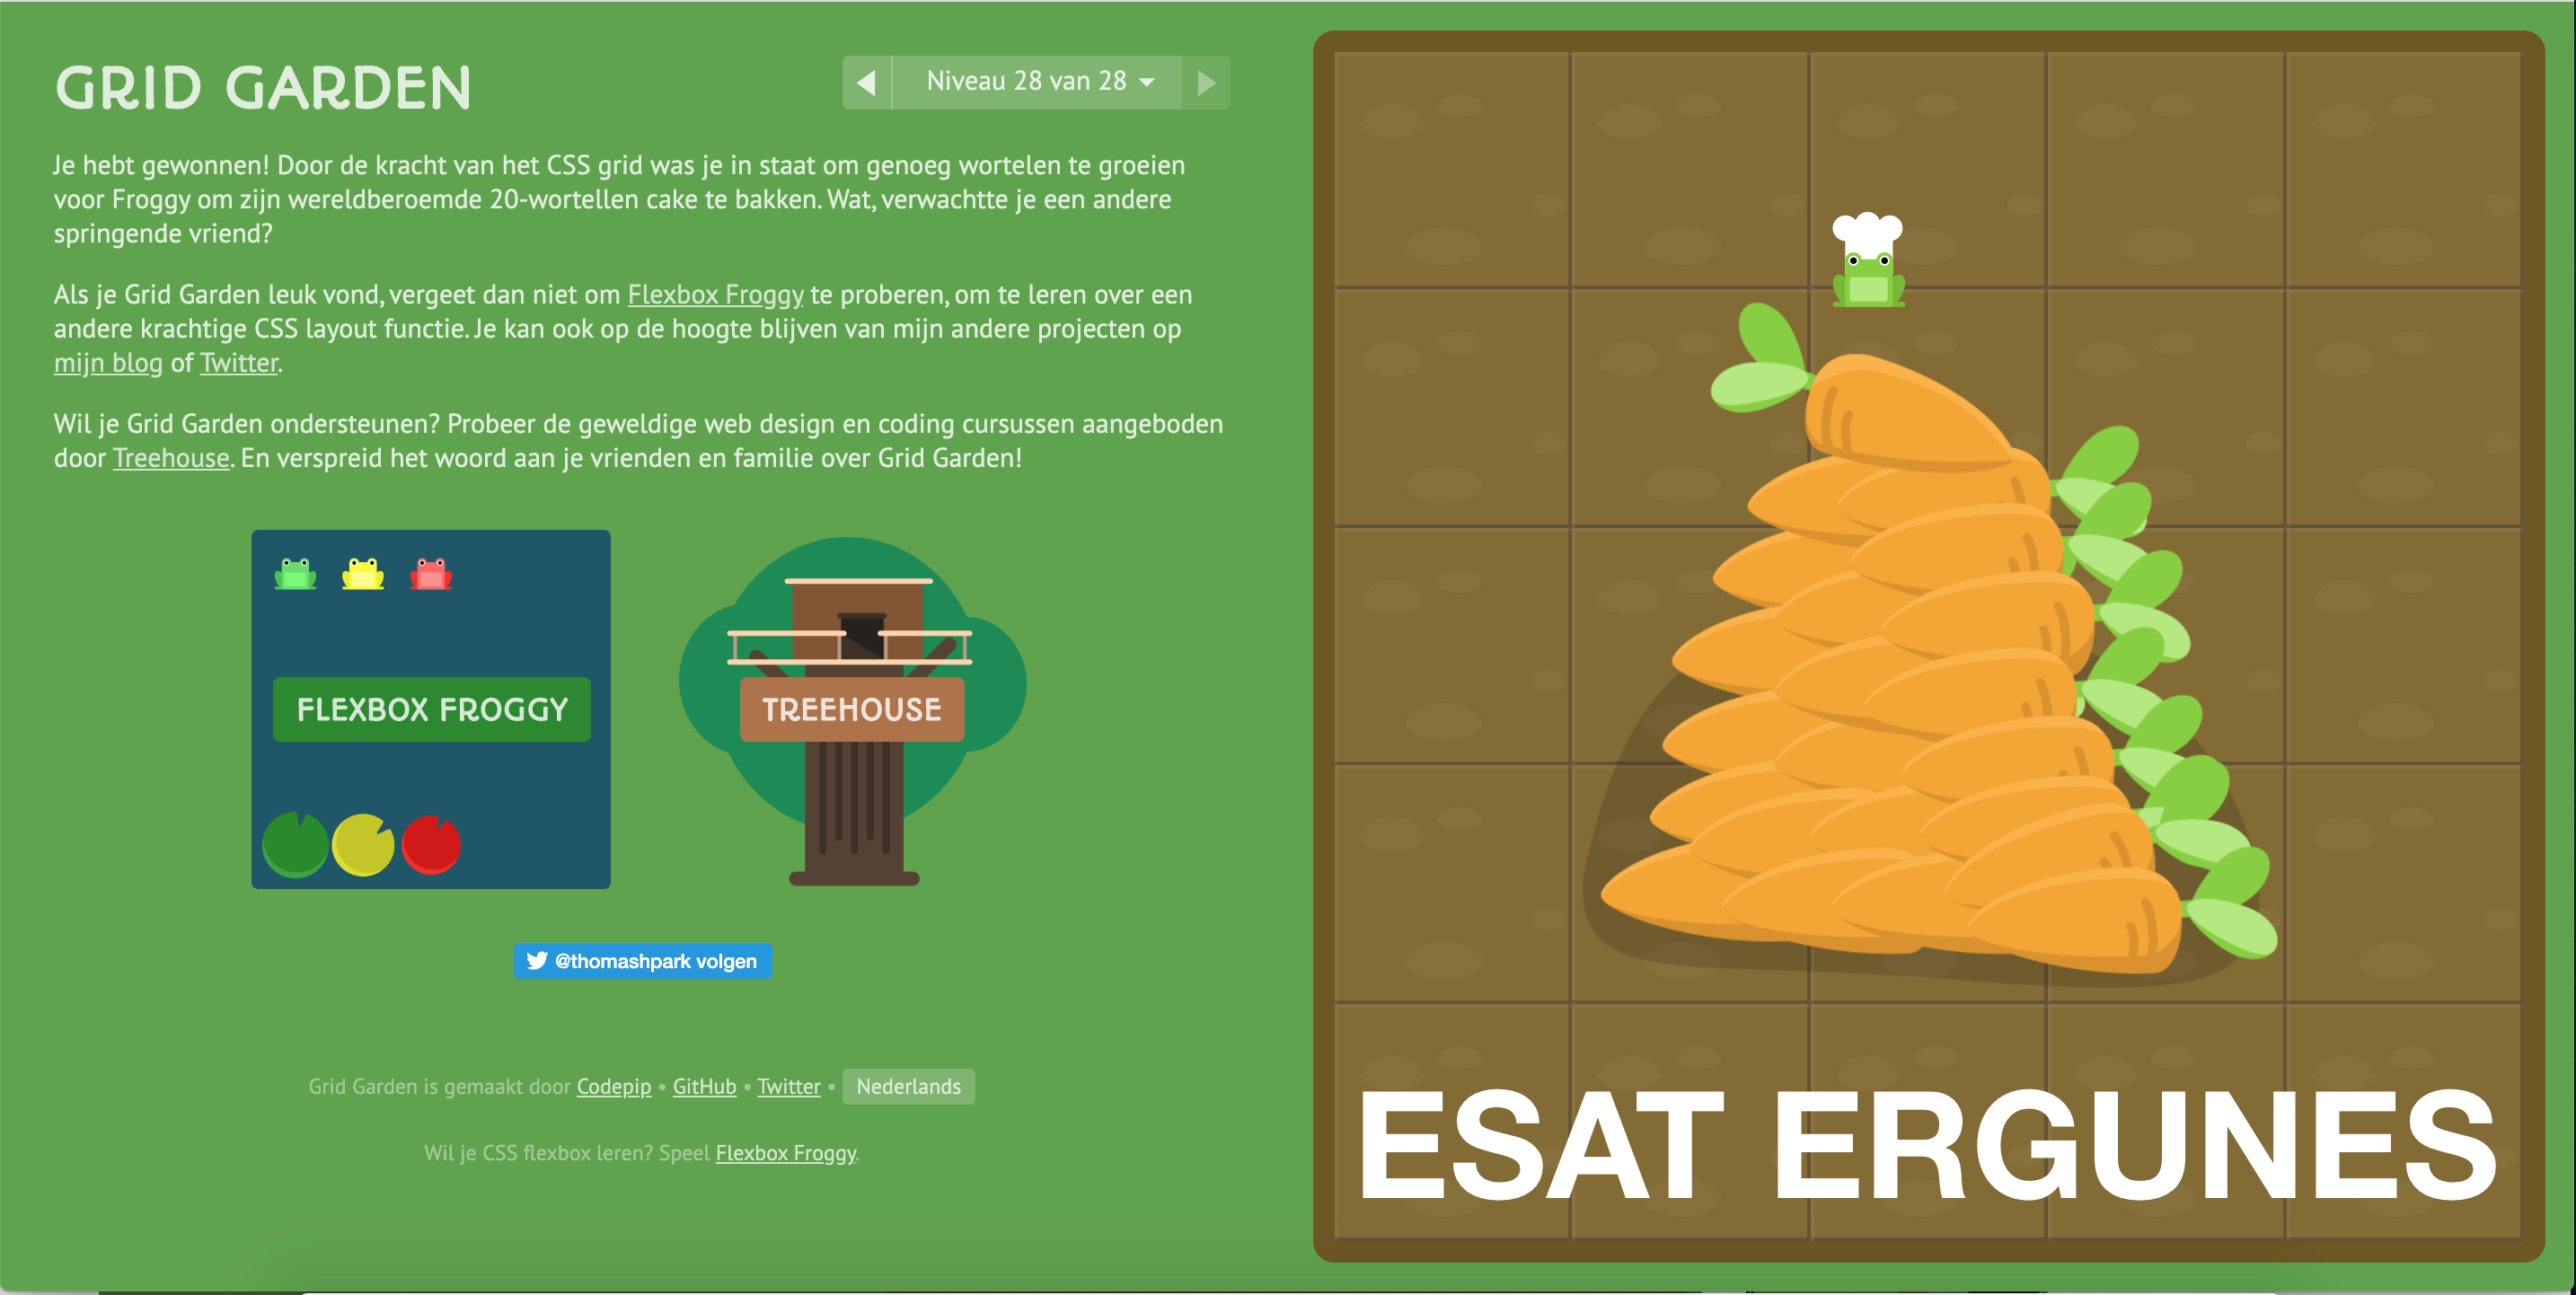 GRID GARDEN
Niveau 28 van 28
Je hebt gewonnen! Door de kracht van het CSS grid was je in staat om genoeg wortelen te groeien
voor Froggy om zijn wereldberoemde 20-wortellen cake te bakken. Wat, verwachtte je een andere
springende vriend?
Als je Grid Garden leuk vond, vergeet dan niet om Flexbox Froggy te proberen, om te leren over een
andere krachtige CSS layout functie. Je kan ook op de hoogte blijven van mijn andere projecten op
mijn blog of Twitter.
Wil je Grid Garden ondersteunen? Probeer de geweldige web design en coding cursussen aangeboden
door Treehouse. En verspreid het woord aan je vrienden en familie over Grid Garden!
FLEXBOX FROGGY
TREEHOUSE
@thomashpark volgen
Grid Garden is gemaakt door Codepip • GitHub • Twitter • Nederlands
Wil je CSS flexbox leren? Speel Flexbox Froggy.
ESAT ERGUNES